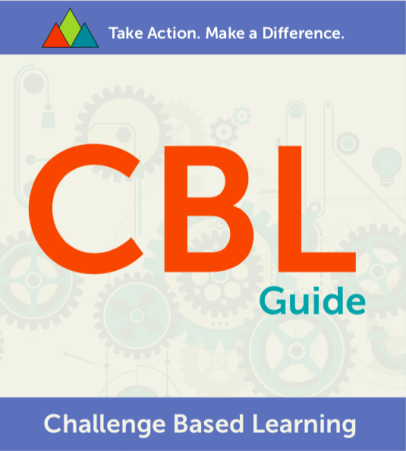 Take Action. Make a Difference.
CBL
Guide
Challenge Based Learning